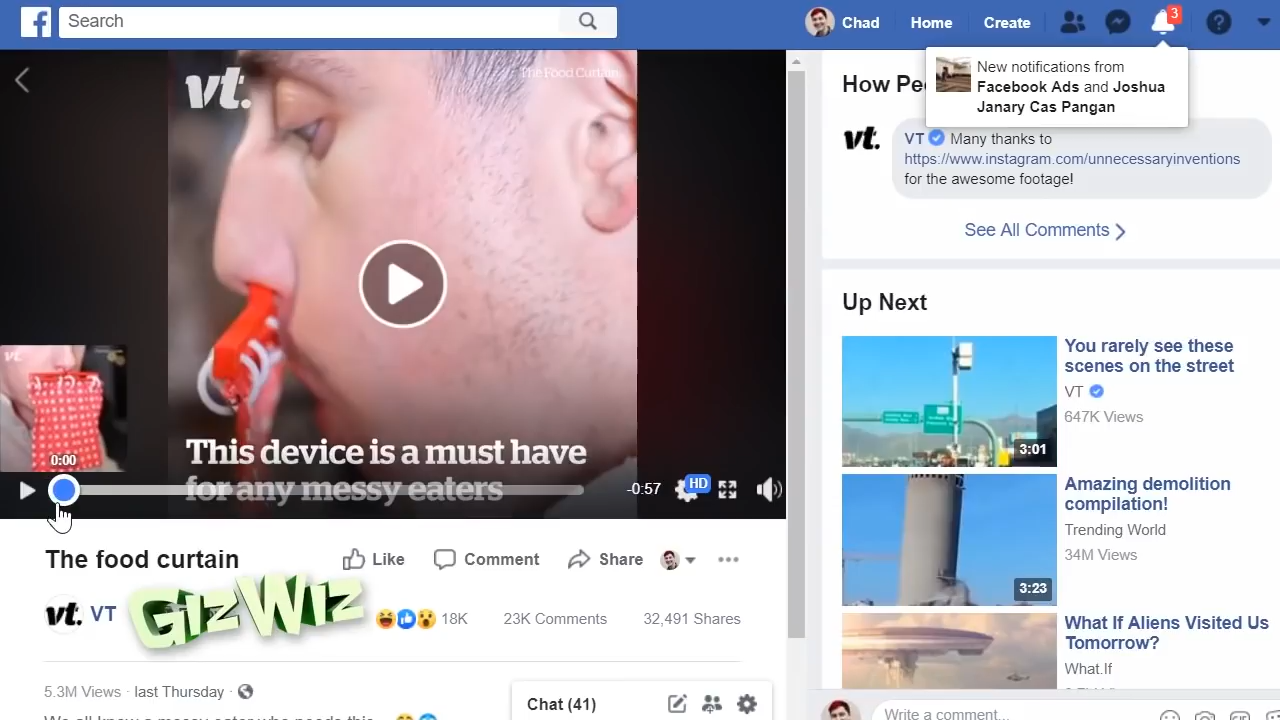 Search
Chad
Home
Create
3
New notifications from
Facebook Ads and Joshua
Janary Cas Pangan
vt.
The Food Curtain
How Pe
vt.
VT Many thanks to
https://www.instagram.com/unnecessaryinventions
for the awesome footage!
See All Comments
This device is a must have
for any messy eaters
vt
0:00
-0:57
HD
Up Next
You rarely see these
scenes on the street
VT
647K Views
3:01
Amazing demolition
compilation!
Trending World
34M Views
3:23
What If Aliens Visited Us
Tomorrow?
What.If
The food curtain
Like
Comment
Share
vt.
VT
GIZWIZ
18K
23K Comments
32,491 Shares
5.3M Views · last Thursday ·
Chat (41)
Write a comment...